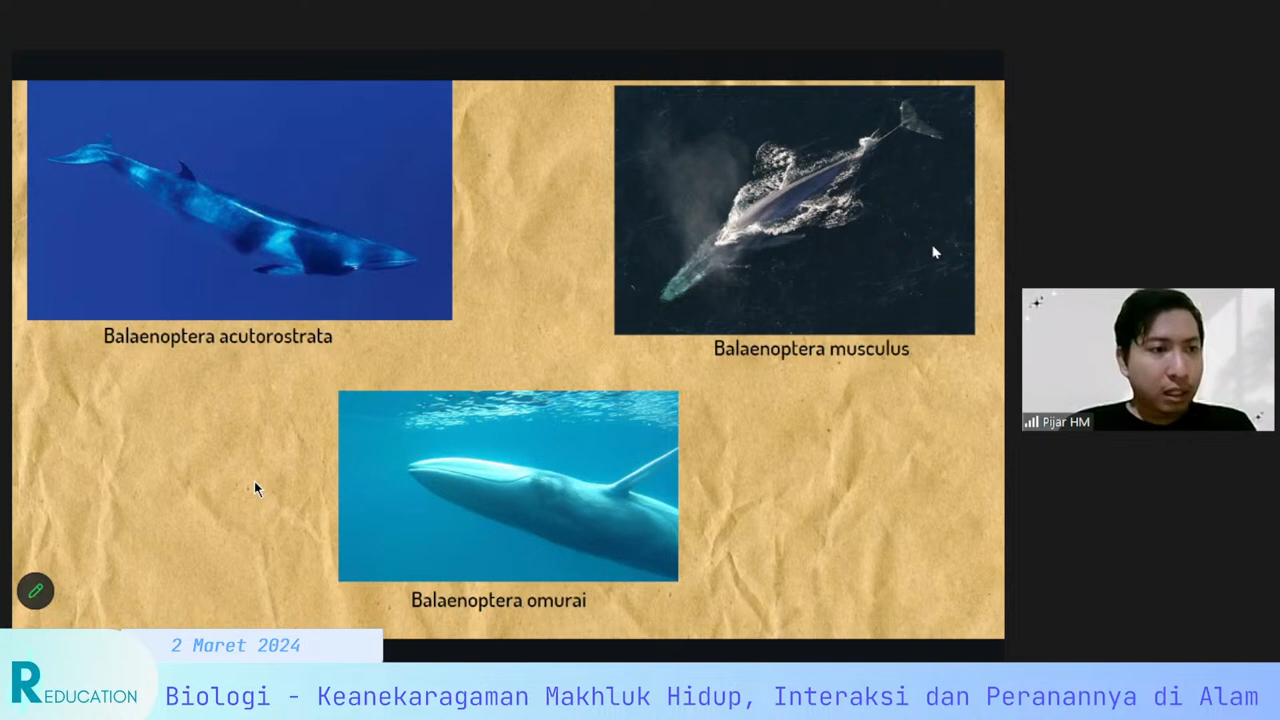 Balaenoptera acutorostrata
Balaenoptera musculus
Pijar HM
Balaenoptera omurai
2 Maret 2024
REDUCATION
Biologi - Keanekaragaman Makhluk Hidup, Interaksi dan Peranannya di Alam